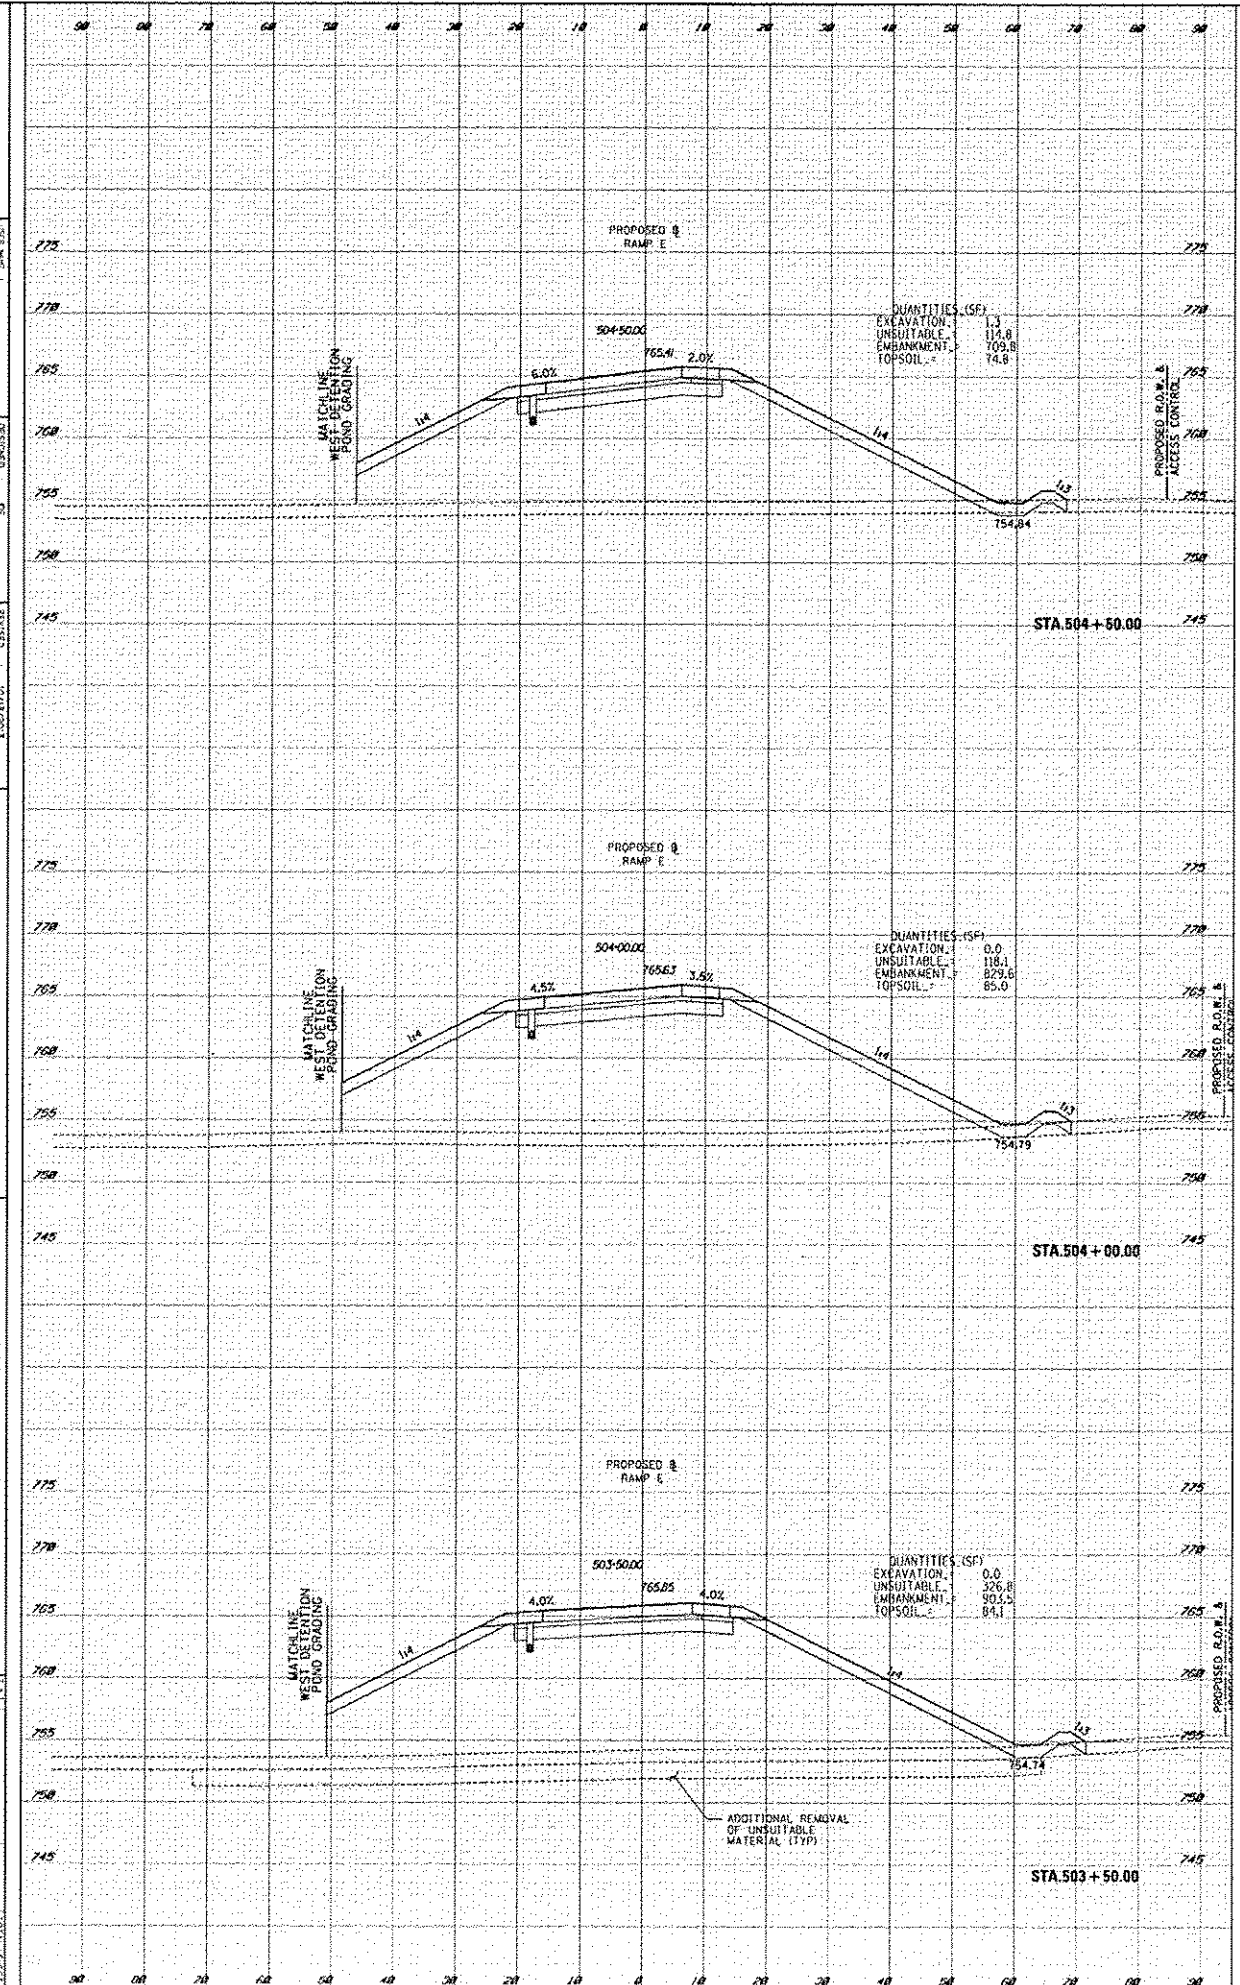 90 80 70 60 50 40 30 20 10 0 10 20 30 40 50 60 70 80 90
PROPOSED ℄
RAMP E
775 775
770 770
QUANTITIES (SF)
EXCAVATION = 1.3
UNSUITABLE = 114.8
EMBANKMENT = 709.8
TOPSOIL = 74.8
504+50.00
765.41
6.0%
2.0%
765 765
MATCHLINE
WEST DETENTION
POND GRADING
PROPOSED R.O.W. &
ACCESS CONTROL
1:4
1:4
760 760
1:3
755 755
754.84
750 750
745 745
STA.504+50.00
PROPOSED ℄
RAMP E
775 775
770 770
QUANTITIES (SF)
EXCAVATION = 0.0
UNSUITABLE = 118.1
EMBANKMENT = 829.6
TOPSOIL = 85.0
504+00.00
765.63
4.5%
3.5%
765 765
MATCHLINE
WEST DETENTION
POND GRADING
PROPOSED R.O.W. &
ACCESS CONTROL
1:4
1:4
760 760
1:3
755 755
754.79
750 750
745 745
STA.504+00.00
PROPOSED ℄
RAMP E
775 775
770 770
QUANTITIES (SF)
EXCAVATION = 0.0
UNSUITABLE = 326.8
EMBANKMENT = 903.5
TOPSOIL = 84.1
503+50.00
765.85
4.0%
4.0%
765 765
MATCHLINE
WEST DETENTION
POND GRADING
PROPOSED R.O.W. &
1:4
1:4
760 760
1:3
755 755
754.74
750 750
ADDITIONAL REMOVAL
OF UNSUITABLE
MATERIAL (TYP)
745 745
STA.503+50.00
90 80 70 60 50 40 30 20 10 0 10 20 30 40 50 60 70 80 90